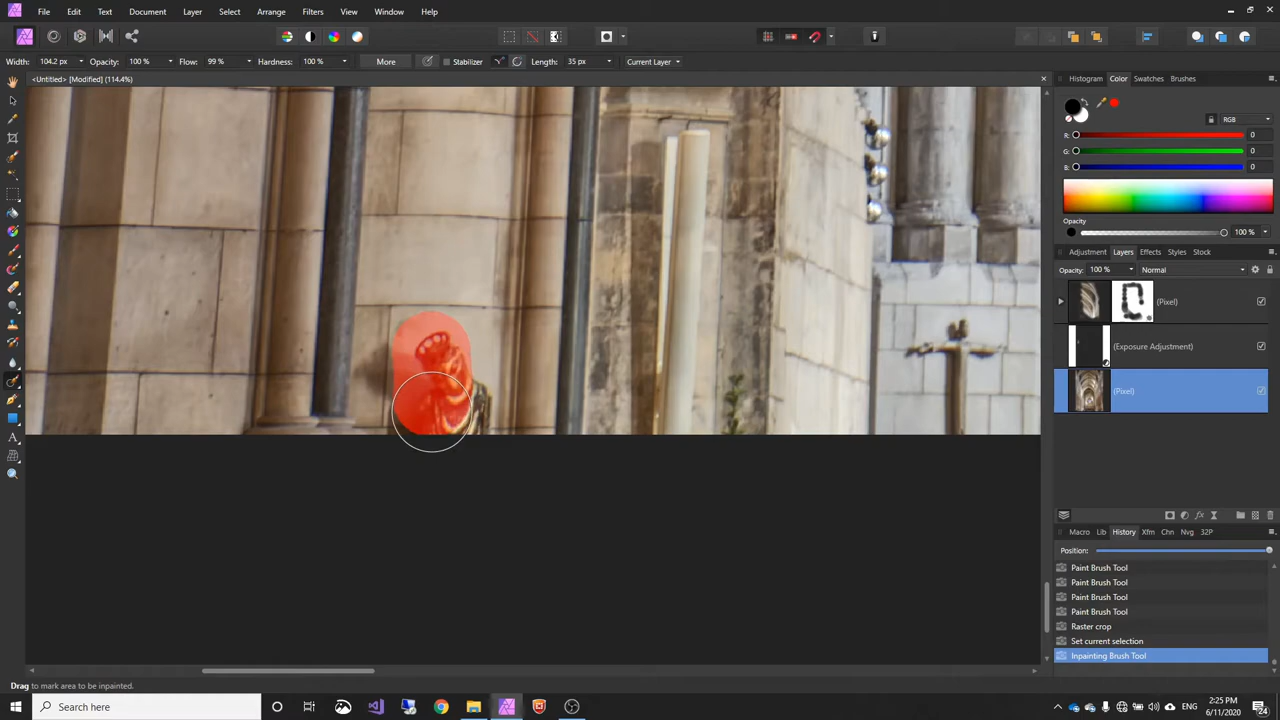 File Edit Text Document Layer Select Arrange Filters View Window Help
Width: 104.2 px Opacity: 100 % Flow: 99 % Hardness: 100 % More Stabilizer Length: 35 px Current Layer
<Untitled> [Modified] (114.4%)
Histogram Color Swatches Brushes
RGB
R: 0
G: 0
B: 0
Opacity
100 %
Adjustment Layers Effects Styles Stock
Opacity: 100 % Normal
(Pixel)
(Exposure Adjustment)
(Pixel)
Macro Lib History Xfm Chn Nvg 32P
Position:
Paint Brush Tool
Paint Brush Tool
Paint Brush Tool
Paint Brush Tool
Raster crop
Set current selection
Inpainting Brush Tool
Drag to mark area to be inpainted.
Type here to search
ENG
2:25 PM
6/11/2020
24